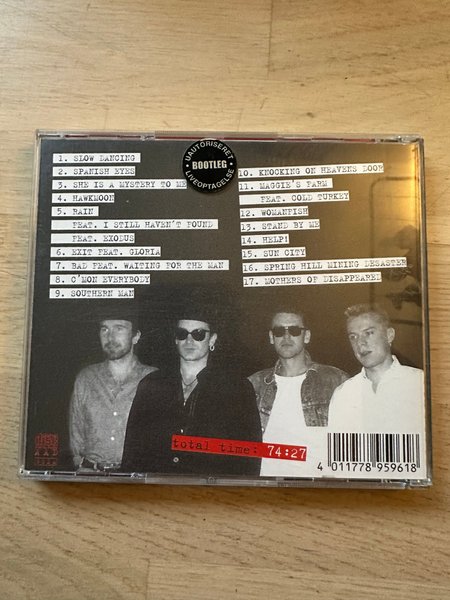 UAUTORISERET
BOOTLEG
LIVEOPTAGELSE
1. SLOW DANCING
2. SPANISH EYES
3. SHE IS A MYSTERY TO ME
4. HAWKMOON
5. RAIN
FEAT. I STILL HAVEN'T FOUND
FEAT. EXODUS
6. EXIT FEAT. GLORIA
7. BAD FEAT. WAITING FOR THE MAN
8. C'MON EVERYBODY
9. SOUTHERN MAN
10. KNOCKING ON HEAVENS DOOR
11. MAGGIE'S FARM
FEAT. COLD TURKEY
12. WOMANFISH
13. STAND BY ME
14. HELP!
15. SUN CITY
16. SPRING HILL MINING DESASTER
17. MOTHERS OF DISAPPEARED
total time: 74:27
4 011778 959618